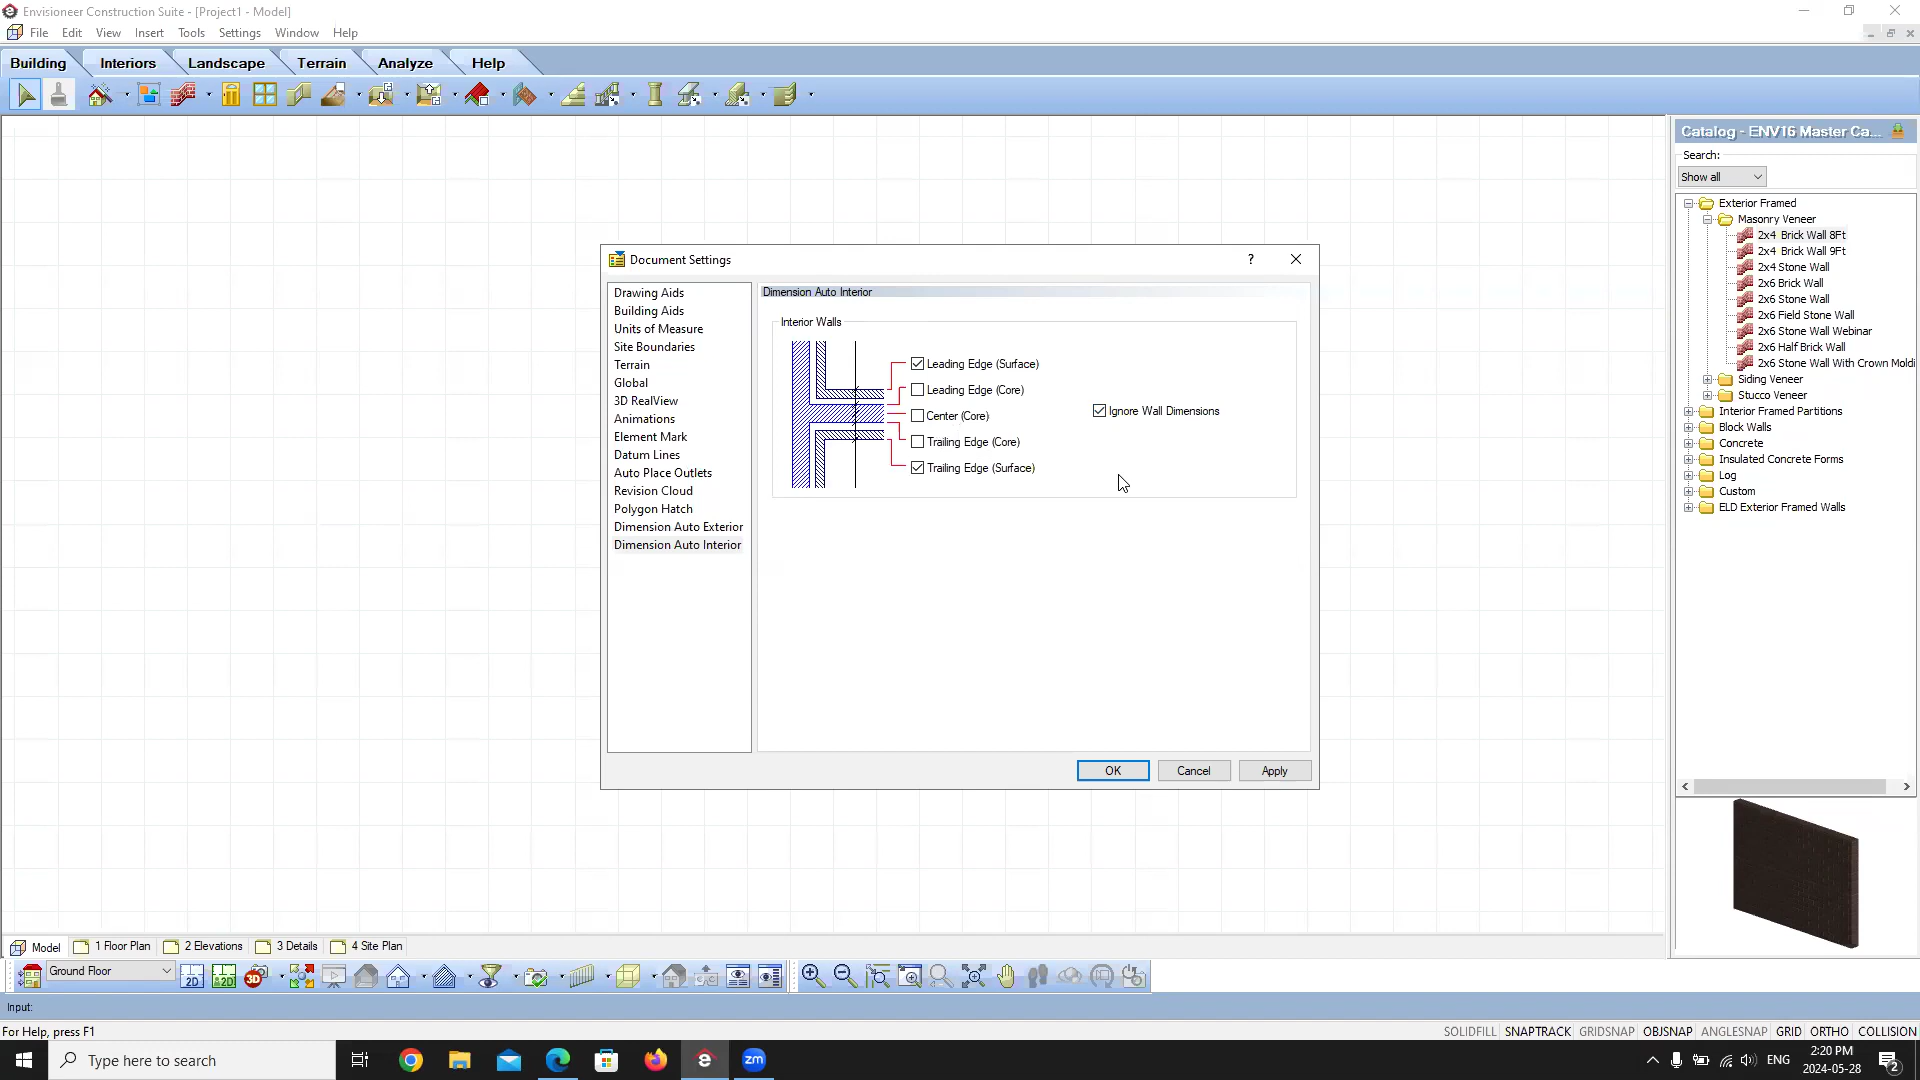 Envisioneer Construction Suite - [Project1 - Model]
File Edit View Insert Tools Settings Window Help
Building Interiors Landscape Terrain Analyze Help
Catalog - ENV16 Master Ca...
Search:
Show all
Exterior Framed
Masonry Veneer
2x4 Brick Wall 8Ft
2x4 Brick Wall 9Ft
2x4 Stone Wall
2x6 Brick Wall
2x6 Stone Wall
2x6 Field Stone Wall
2x6 Stone Wall Webinar
2x6 Half Brick Wall
2x6 Stone Wall With Crown Moldi
Siding Veneer
Stucco Veneer
Interior Framed Partitions
Block Walls
Concrete
Insulated Concrete Forms
Log
Custom
ELD Exterior Framed Walls
Document Settings
?
Drawing Aids
Building Aids
Units of Measure
Site Boundaries
Terrain
Global
3D RealView
Animations
Element Mark
Datum Lines
Auto Place Outlets
Revision Cloud
Polygon Hatch
Dimension Auto Exterior
Dimension Auto Interior
Dimension Auto Interior
Interior Walls
Leading Edge (Surface)
Leading Edge (Core)
Center (Core)
Trailing Edge (Core)
Trailing Edge (Surface)
Ignore Wall Dimensions
OK Cancel Apply
Model 1 Floor Plan 2 Elevations 3 Details 4 Site Plan
Ground Floor 2D 2D 3D
Input:
For Help, press F1
SOLIDFILL SNAPTRACK GRIDSNAP OBJSNAP ANGLESNAP GRID ORTHO COLLISION
Type here to search
e
zm
ENG
2:20 PM
2024-05-28
2